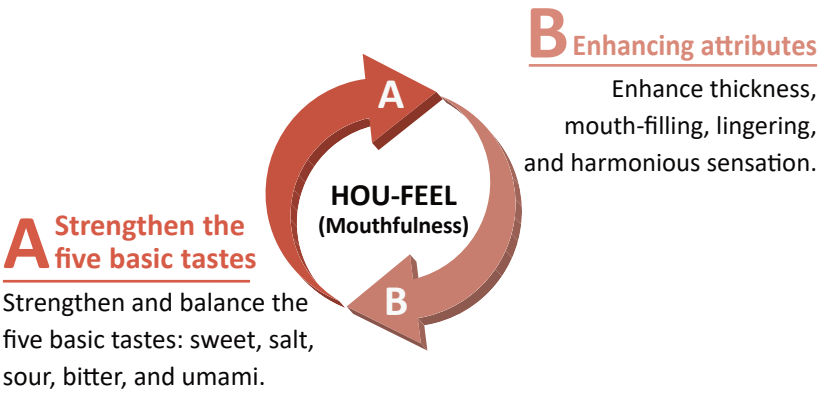 B Enhancing attributes
Enhance thickness,
mouth-filling, lingering,
and harmonious sensation.
A
HOU-FEEL
(Mouthfulness)
B
A Strengthen the
five basic tastes
Strengthen and balance the
five basic tastes: sweet, salt,
sour, bitter, and umami.